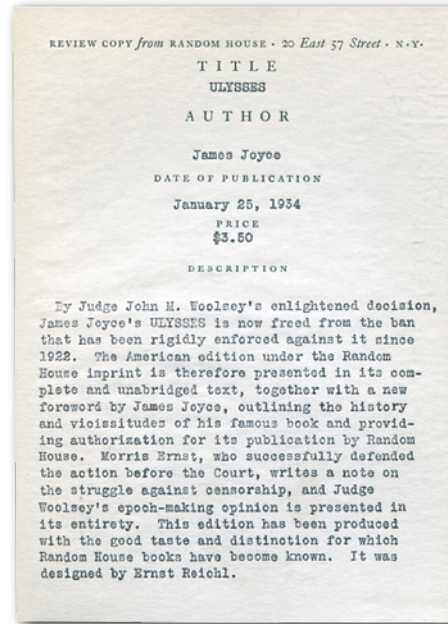 REVIEW COPY from RANDOM HOUSE · 20 East 57 Street · N·Y·
TITLE
ULYSSES
AUTHOR
James Joyce
DATE OF PUBLICATION
January 25, 1934
PRICE
$3.50
DESCRIPTION
By Judge John M. Woolsey's enlightened decision,
James Joyce's ULYSSES is now freed from the ban
that has been rigidly enforced against it since
1922. The American edition under the Random
House imprint is therefore presented in its com-
plete and unabridged text, together with a new
foreword by James Joyce, outlining the history
and vicissitudes of his famous book and provid-
ing authorization for its publication by Random
House. Morris Ernst, who successfully defended
the action before the Court, writes a note on
the struggle against censorship, and Judge
Woolsey's epoch-making opinion is presented in
its entirety. This edition has been produced
with the good taste and distinction for which
Random House books have become known. It was
designed by Ernst Reichl.